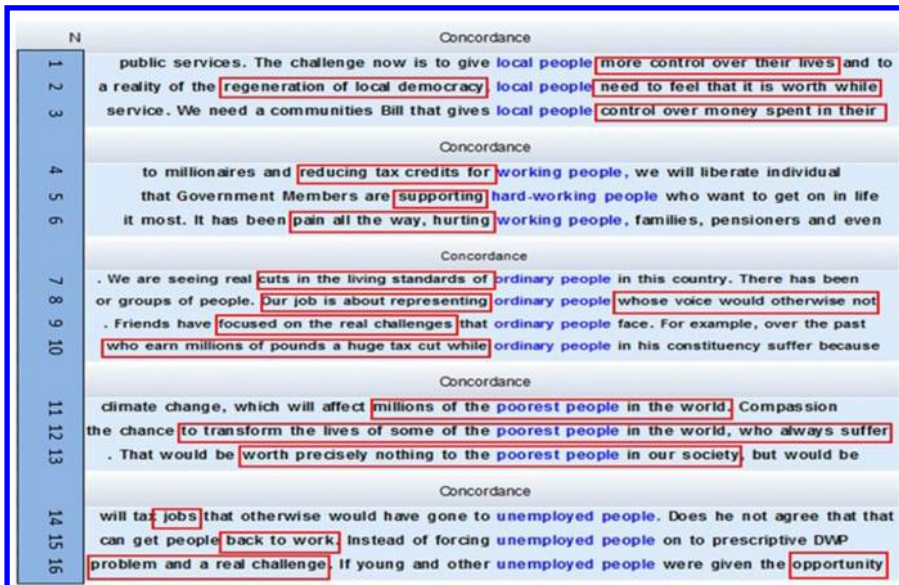 N Concordance
1 public services. The challenge now is to give local people more control over their lives and to
2 a reality of the regeneration of local democracy, local people need to feel that it is worth while
3 service. We need a communities Bill that gives local people control over money spent in their
Concordance
4 to millionaires and reducing tax credits for working people, we will liberate individual
5 that Government Members are supporting hard-working people who want to get on in life
6 it most. It has been pain all the way, hurting working people, families, pensioners and even
Concordance
7 . We are seeing real cuts in the living standards of ordinary people in this country. There has been
8 or groups of people. Our job is about representing ordinary people whose voice would otherwise not
9 . Friends have focused on the real challenges that ordinary people face. For example, over the past
10 who earn millions of pounds a huge tax cut while ordinary people in his constituency suffer because
Concordance
11 climate change, which will affect millions of the poorest people in the world. Compassion
12 the chance to transform the lives of some of the poorest people in the world, who always suffer
13 . That would be worth precisely nothing to the poorest people in our society, but would be
Concordance
14 will tax jobs that otherwise would have gone to unemployed people. Does he not agree that that
15 can get people back to work. Instead of forcing unemployed people on to prescriptive DWP
16 problem and a real challenge. If young and other unemployed people were given the opportunity